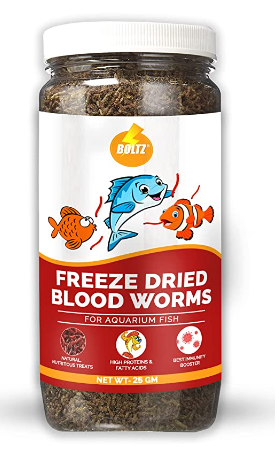 BOLTZ
FREEZE DRIED
BLOOD WORMS
FOR AQUARIUM FISH
NATURAL
NUTRITIOUS TREATS
HIGH PROTEINS &
FATTY ACIDS
BEST IMMUNITY
BOOSTER
NET WT- 25 GM